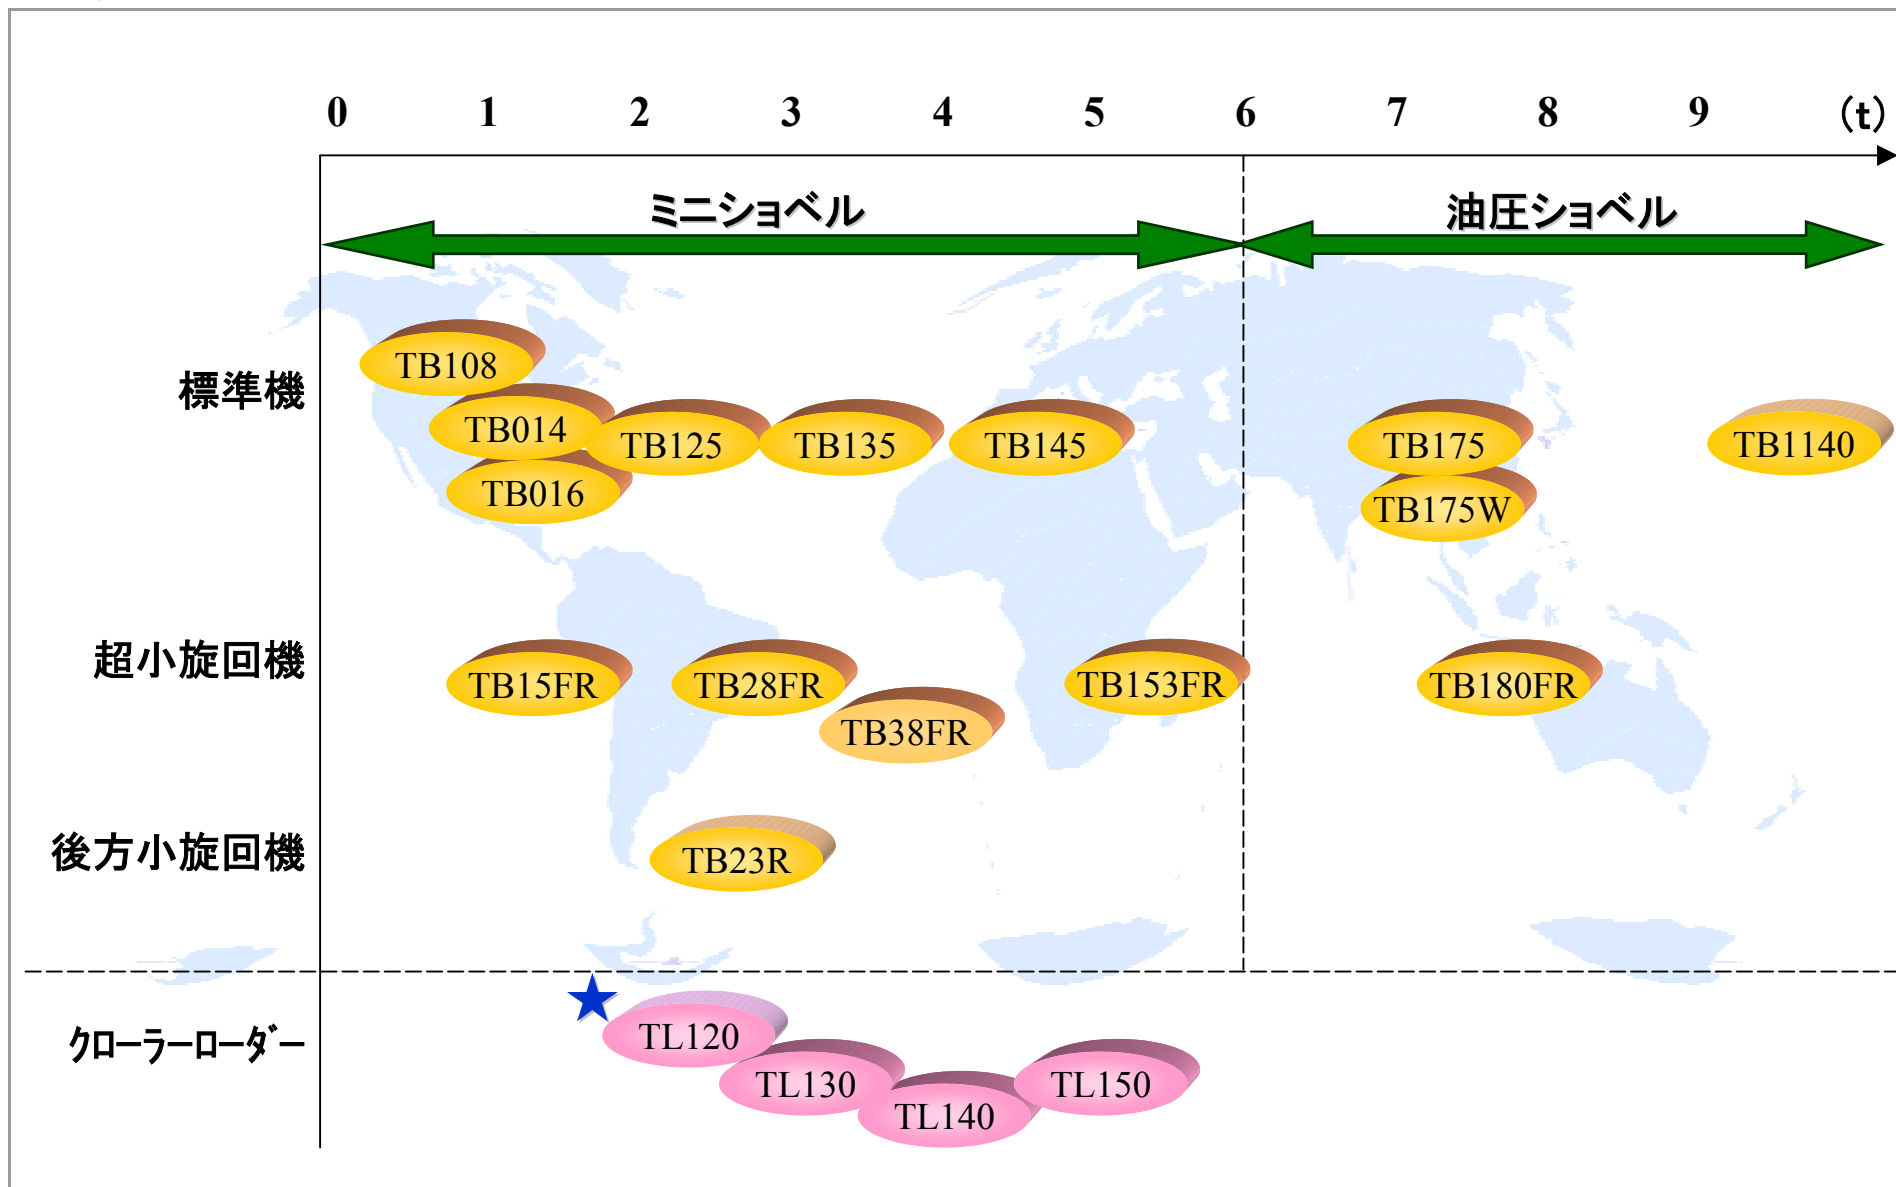 0 1 2 3 4 5 6 7 8 9 (t)
ミニショベル 油圧ショベル
標準機
TB108
TB014
TB125 TB135 TB145 TB175 TB1140
TB016
TB175W
超小旋回機
TB15FR TB28FR TB153FR TB180FR
TB38FR
後方小旋回機
TB23R
クローラーローダー
TL120
TL130 TL150
TL140